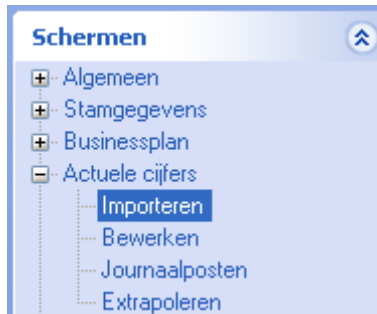 Schermen
Algemeen
Stamgegevens
Businessplan
Actuele cijfers
Importeren
Bewerken
Journaalposten
Extrapoleren